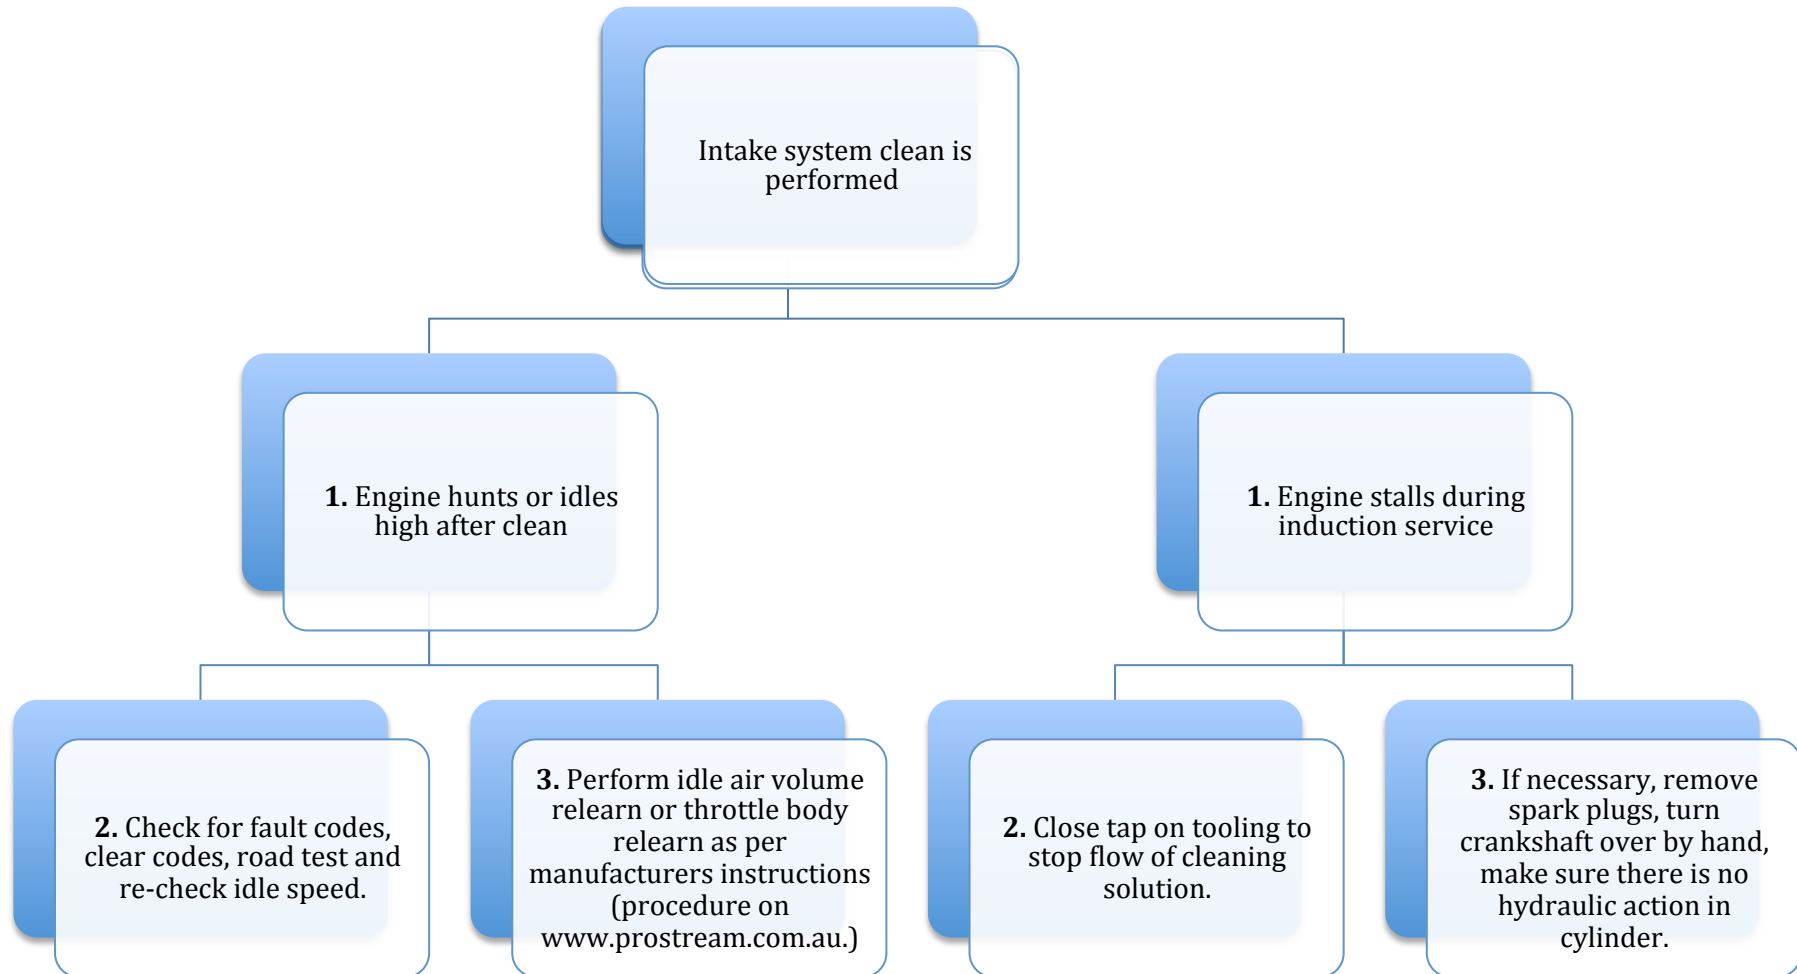 Intake system clean is
performed
1. Engine hunts or idles
high after clean
1. Engine stalls during
induction service
2. Check for fault codes,
clear codes, road test and
re-check idle speed.
3. Perform idle air volume
relearn or throttle body
relearn as per
manufacturers instructions
(procedure on
www.prostream.com.au.)
2. Close tap on tooling to
stop flow of cleaning
solution.
3. If necessary, remove
spark plugs, turn
crankshaft over by hand,
make sure there is no
hydraulic action in
cylinder.